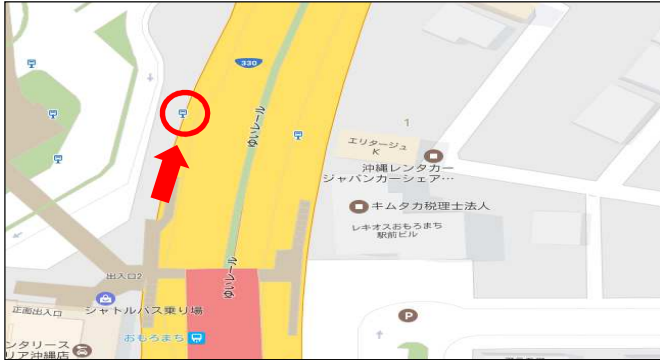 330
ゆいレール
1
エリタージュ
K
沖縄レンタカー
ジャパンカーシェア…
キムタカ税理士法人
レキオスおもろまち
駅前ビル
ゆいレール
出入口2
正面出入口
シャトルバス乗り場
おもろまち
P
ンタリース
リア沖縄店